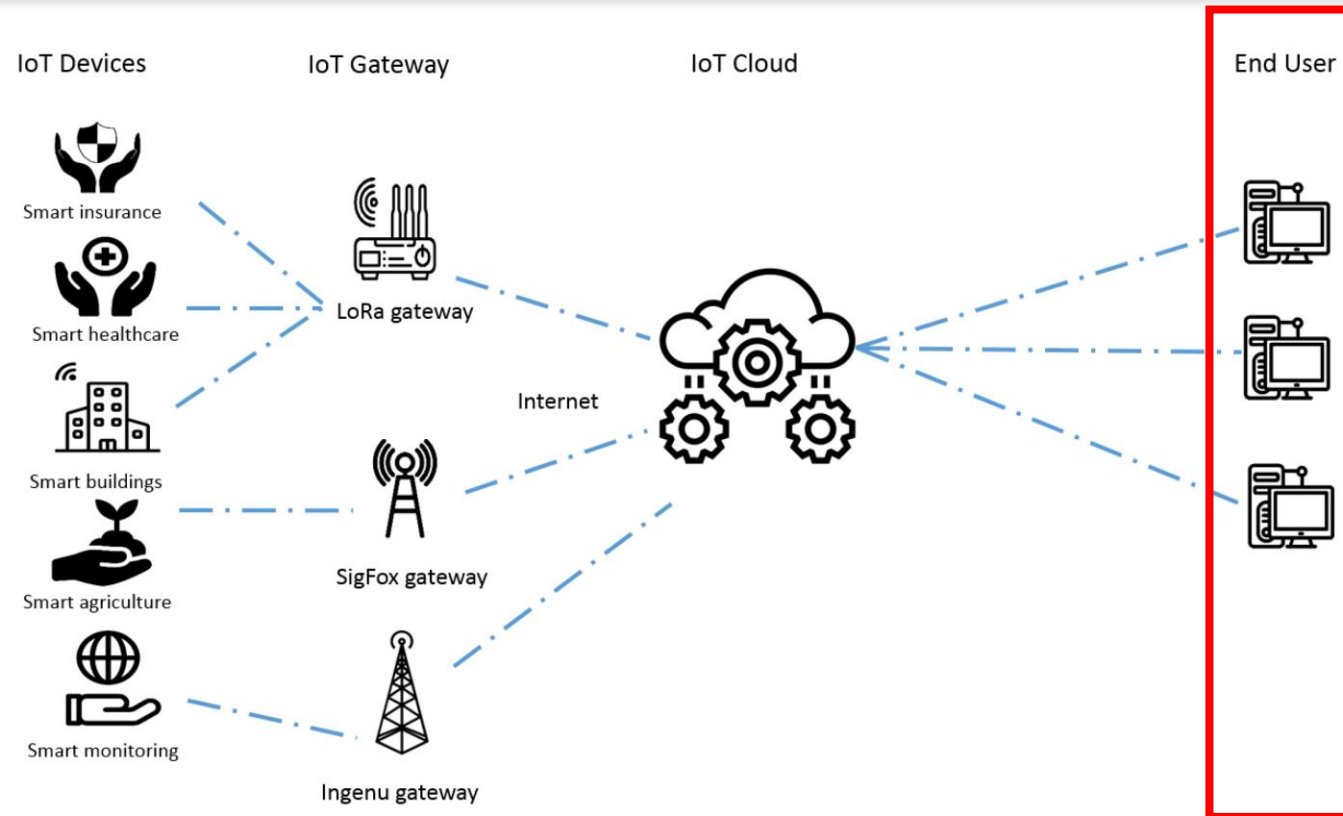 IoT Devices
IoT Gateway
IoT Cloud
End User
Smart insurance
Smart healthcare
Smart buildings
Smart agriculture
Smart monitoring
LoRa gateway
SigFox gateway
Ingenu gateway
Internet